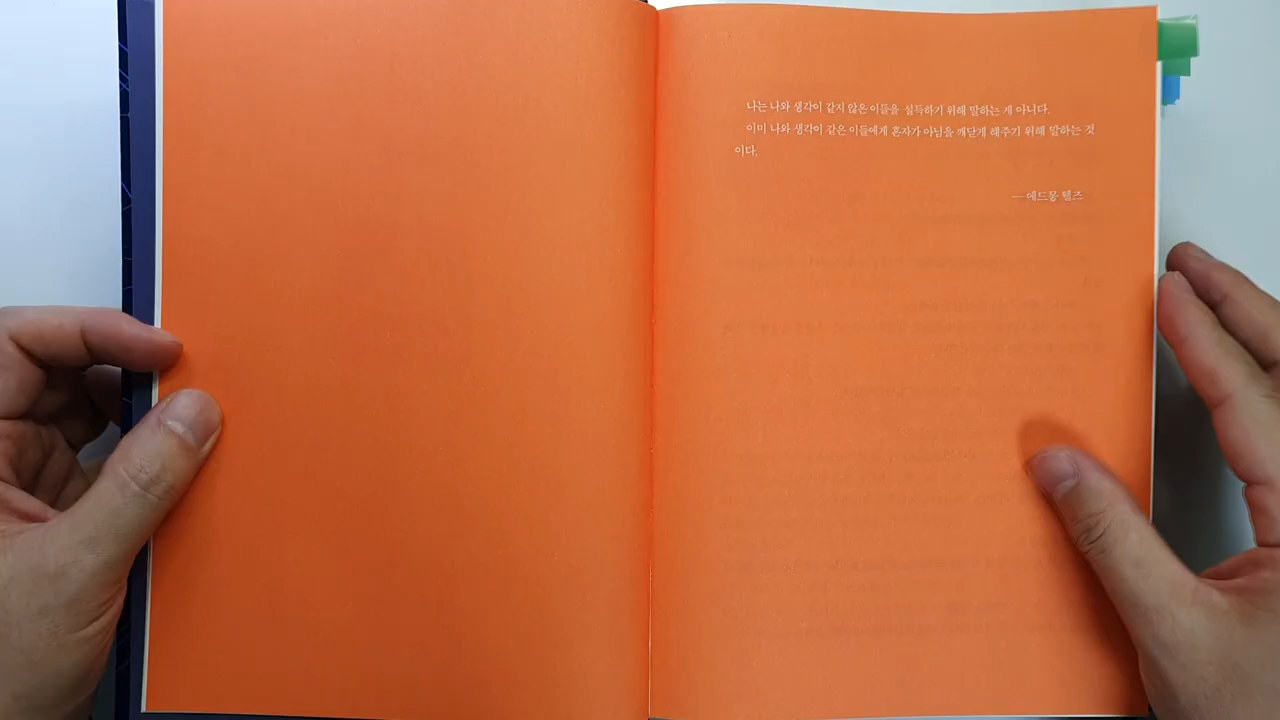 나는 나와 생각이 같지 않은 이들을 설득하기 위해 말하는 게 아니다.
이미 나와 생각이 같은 이들에게 혼자가 아님을 깨닫게 해주기 위해 말하는 것
이다.
—에드몽 웰즈